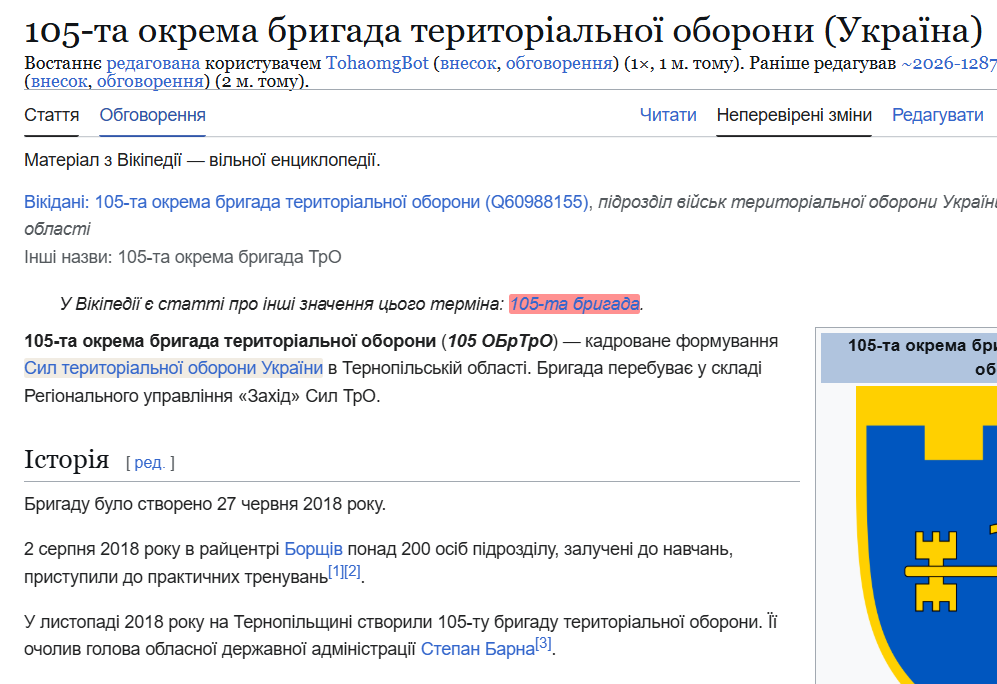 105-та окрема бригада територіальної оборони (Україна)
Востаннє редагована користувачем TohaomgBot (внесок, обговорення) (1×, 1 м. тому). Раніше редагував ~2026-1287
(внесок, обговорення) (2 м. тому).
Стаття Обговорення Читати Неперевірені зміни Редагувати
Матеріал з Вікіпедії — вільної енциклопедії.
Вікідані: 105-та окрема бригада територіальної оборони (Q60988155), підрозділ військ територіальної оборони
області
Інші назви: 105-та окрема бригада ТрО
У Вікіпедії є статті про інші значення цього терміна: 105-та бригада.
105-та окрема бригада територіальної оборони (105 ОБрТрО) — кадроване формування
Сил територіальної оборони України в Тернопільській області. Бригада перебуває у складі
Регіонального управління «Захід» Сил ТрО.
105-та окрема
Історія [ ред. ]
Бригаду було створено 27 червня 2018 року.
2 серпня 2018 року в райцентрі Борщів понад 200 осіб підрозділу, залучені до навчань,
приступили до практичних тренувань[1][2].
У листопаді 2018 року на Тернопільщині створили 105-ту бригаду територіальної оборони. Її
очолив голова обласної державної адміністрації Степан Барна[3].